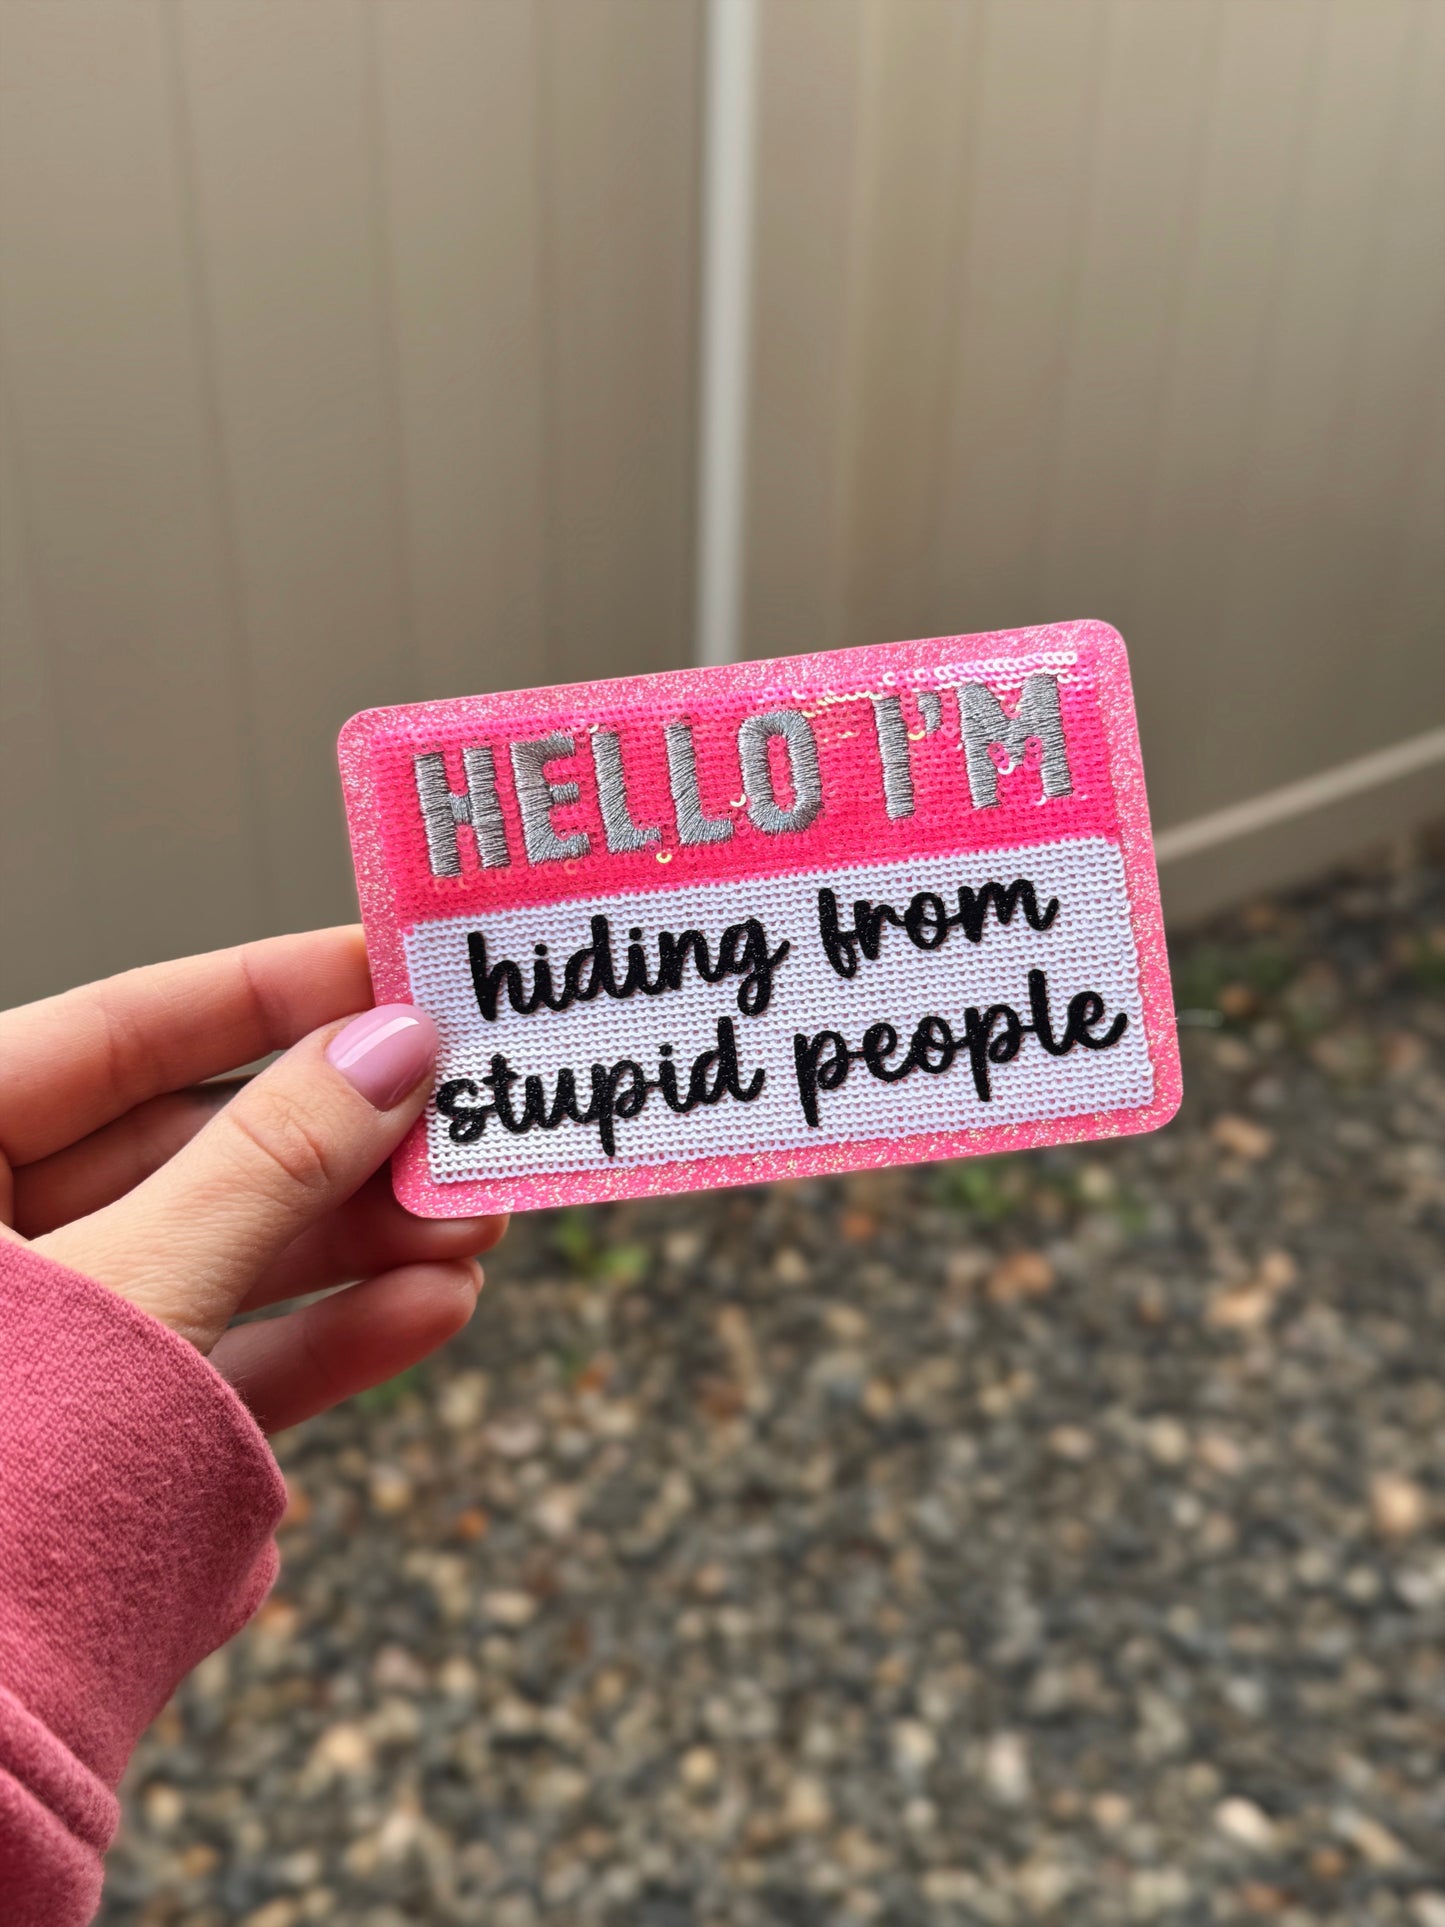 HELLO I'M
hiding from
stupid people